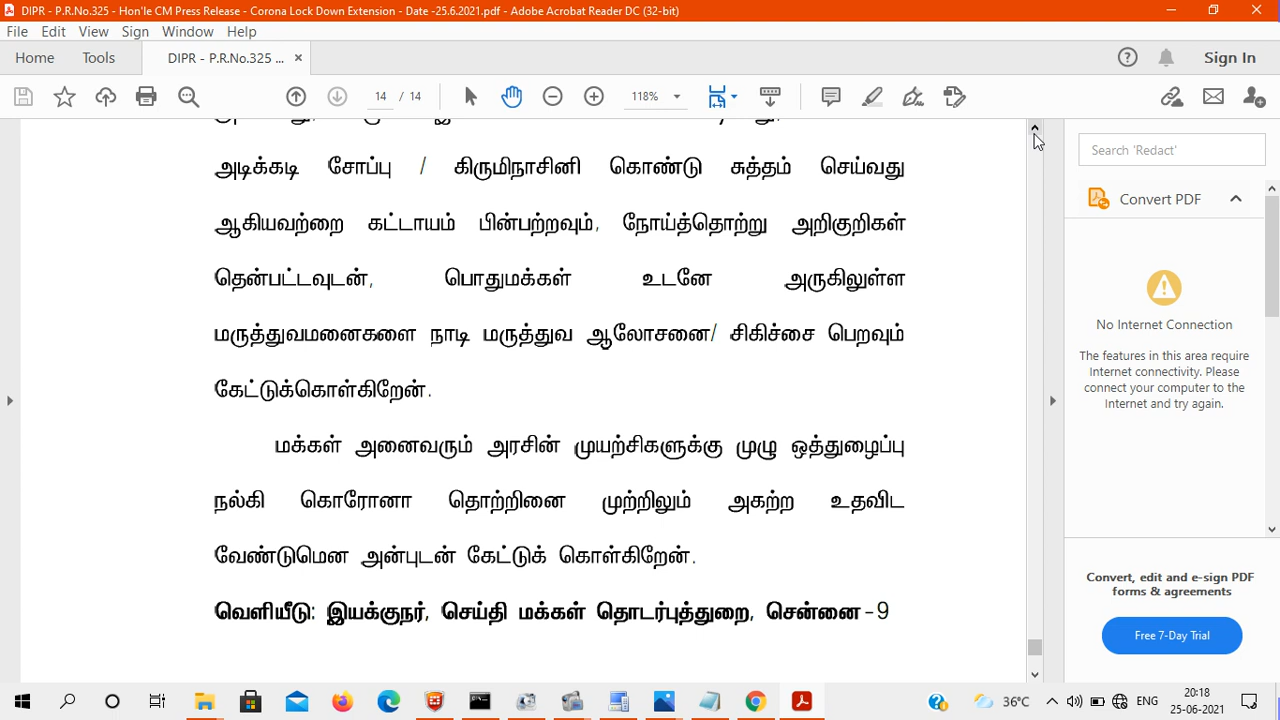 DIPR - P.R.No.325 - Hon'le CM Press Release - Corona Lock Down Extension - Date -25.6.2021.pdf - Adobe Acrobat Reader DC (32-bit)
File Edit View Sign Window Help
Home Tools DIPR - P.R.No.325 ... × Sign In
14 / 14 118%
அடிக்கடி சோப்பு / கிருமிநாசினி கொண்டு சுத்தம் செய்வது
ஆகியவற்றை கட்டாயம் பின்பற்றவும், நோய்த்தொற்று அறிகுறிகள்
தென்பட்டவுடன், பொதுமக்கள் உடனே அருகிலுள்ள
மருத்துவமனைகளை நாடி மருத்துவ ஆலோசனை/ சிகிச்சை பெறவும்
கேட்டுக்கொள்கிறேன்.
மக்கள் அனைவரும் அரசின் முயற்சிகளுக்கு முழு ஒத்துழைப்பு
நல்கி கொரோனா தொற்றினை முற்றிலும் அகற்ற உதவிட
வேண்டுமென அன்புடன் கேட்டுக் கொள்கிறேன்.
வெளியீடு: இயக்குநர், செய்தி மக்கள் தொடர்புத்துறை, சென்னை-9
Search 'Redact'
Convert PDF
No Internet Connection
The features in this area require
Internet connectivity. Please
connect your computer to the
Internet and try again.
Convert, edit and e-sign PDF
forms & agreements
Free 7-Day Trial
36°C ENG 20:18
25-06-2021